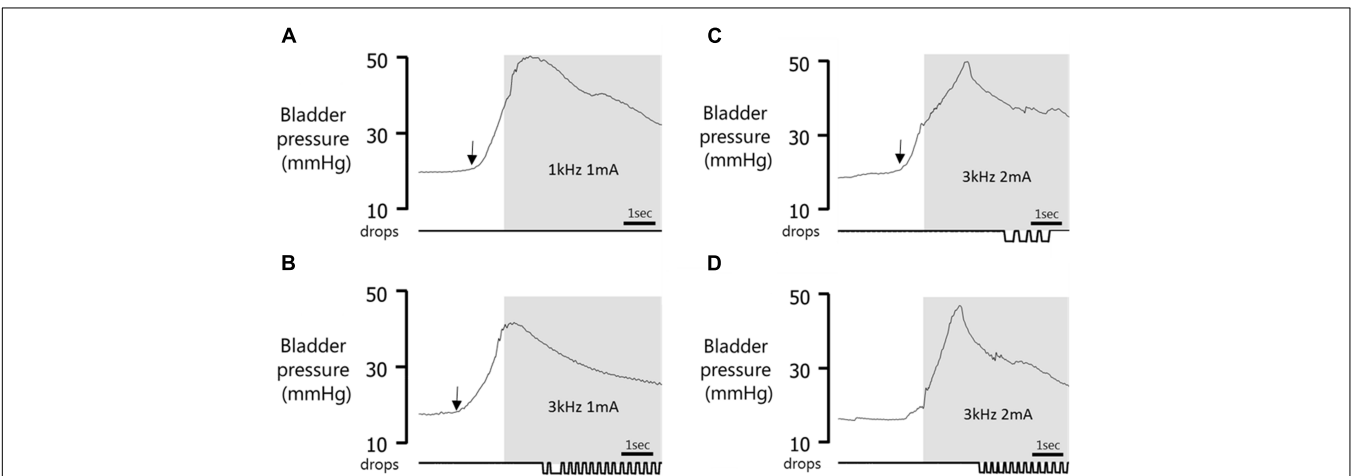 A
50
Bladder
pressure
(mmHg)
30
10
1kHz 1mA
1sec
drops
B
50
Bladder
pressure
(mmHg)
30
10
3kHz 1mA
1sec
drops
C
50
Bladder
pressure
(mmHg)
30
10
3kHz 2mA
1sec
drops
D
50
Bladder
pressure
(mmHg)
30
10
3kHz 2mA
1sec
drops